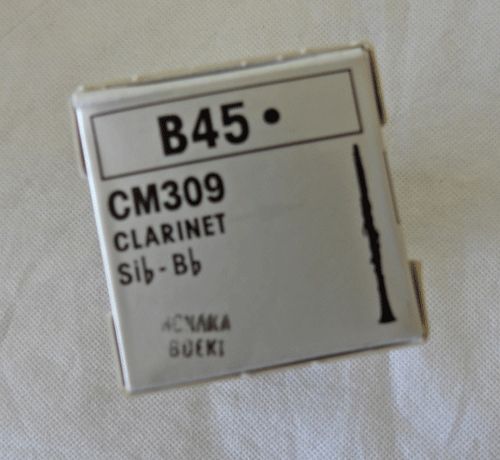 B45•
CM309
CLARINET
Si♭-B♭
BOEKI